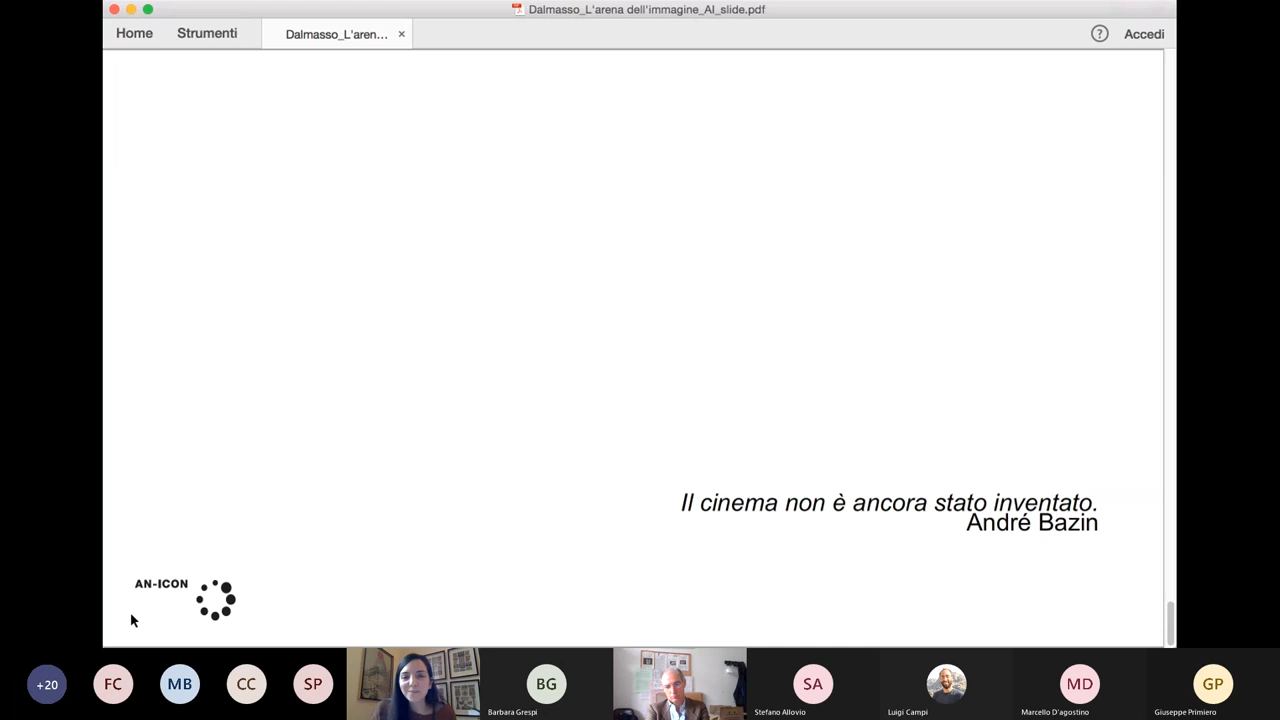 Dalmasso_L'arena dell'immagine_AI_slide.pdf
Home
Strumenti
Dalmasso_L'aren...
×
?
Accedi
Il cinema non è ancora stato inventato.
André Bazin
AN-ICON
+20
FC
MB
CC
SP
BG
Barbara Grespi
SA
Stefano Allovio
Luigi Campi
MD
Marcello D'agostino
GP
Giuseppe Primiero